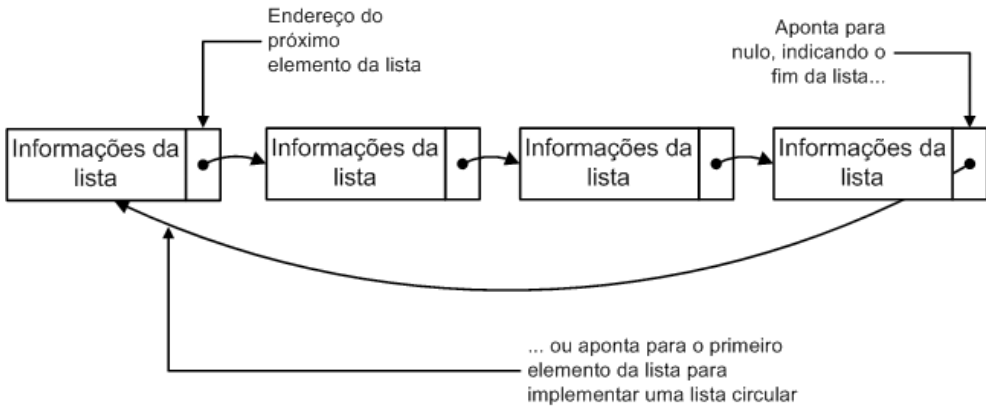 Endereço do
próximo
elemento da lista
Aponta para
nulo, indicando o
fim da lista...
Informações da
lista
Informações da
lista
Informações da
lista
Informações da
lista
... ou aponta para o primeiro
elemento da lista para
implementar uma lista circular